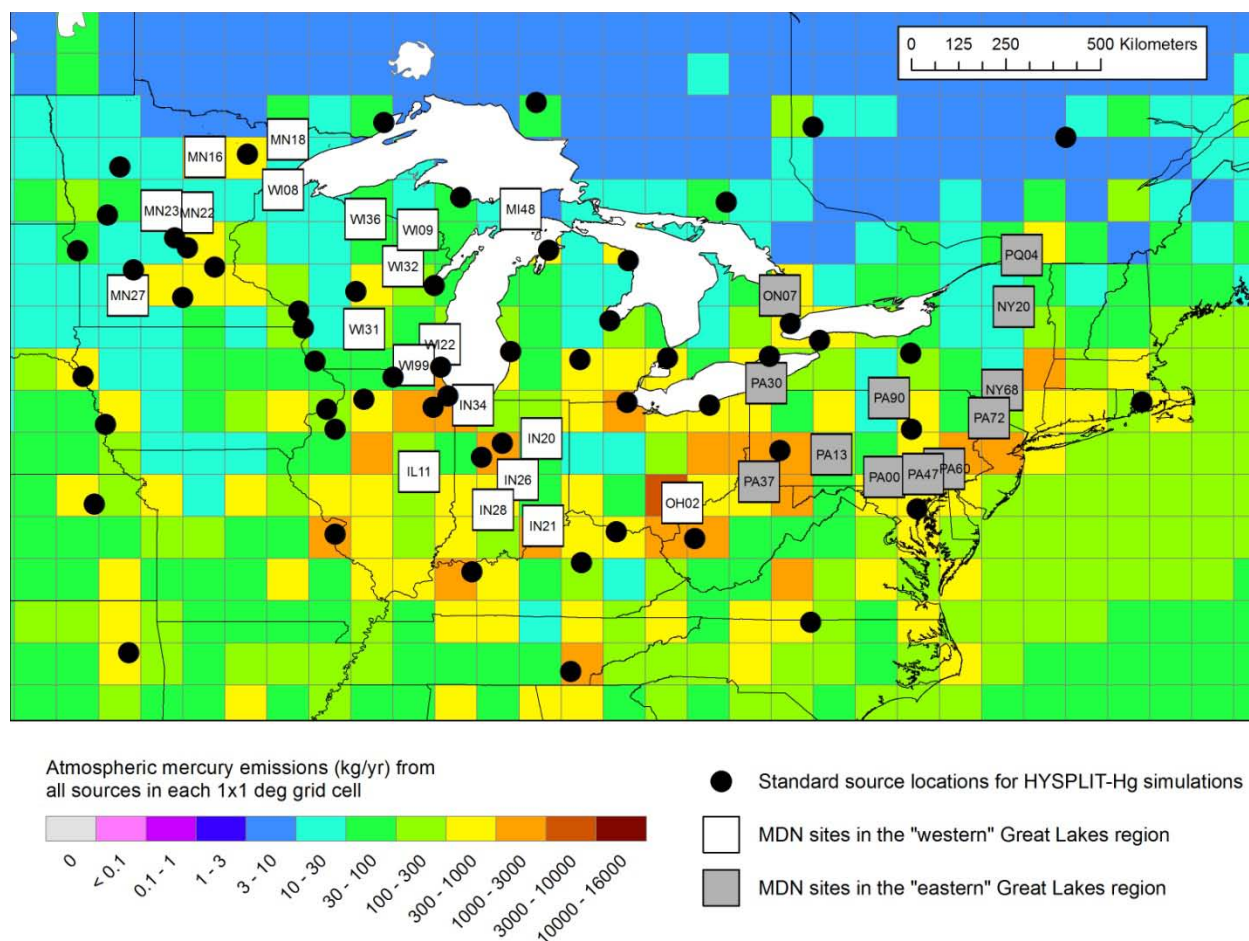 0 125 250 500 Kilometers
MN18
MN16
WI08
MN23
MN22
WI36
MI48
WI09
PQ04
WI32
MN27
ON07
NY20
WI31
WI22
WI99
PA30
NY68
PA90
IN34
PA72
IN20
PA13
IL11
PA60
PA47
PA00
IN26
PA37
OH02
IN28
IN21
Atmospheric mercury emissions (kg/yr) from
all sources in each 1x1 deg grid cell
0
< 0.1
0.1 - 1
1 - 3
3 - 10
10 - 30
30 - 100
100 - 300
300 - 1000
1000 - 3000
3000 - 10000
10000 - 16000
Standard source locations for HYSPLIT-Hg simulations
MDN sites in the "western" Great Lakes region
MDN sites in the "eastern" Great Lakes region